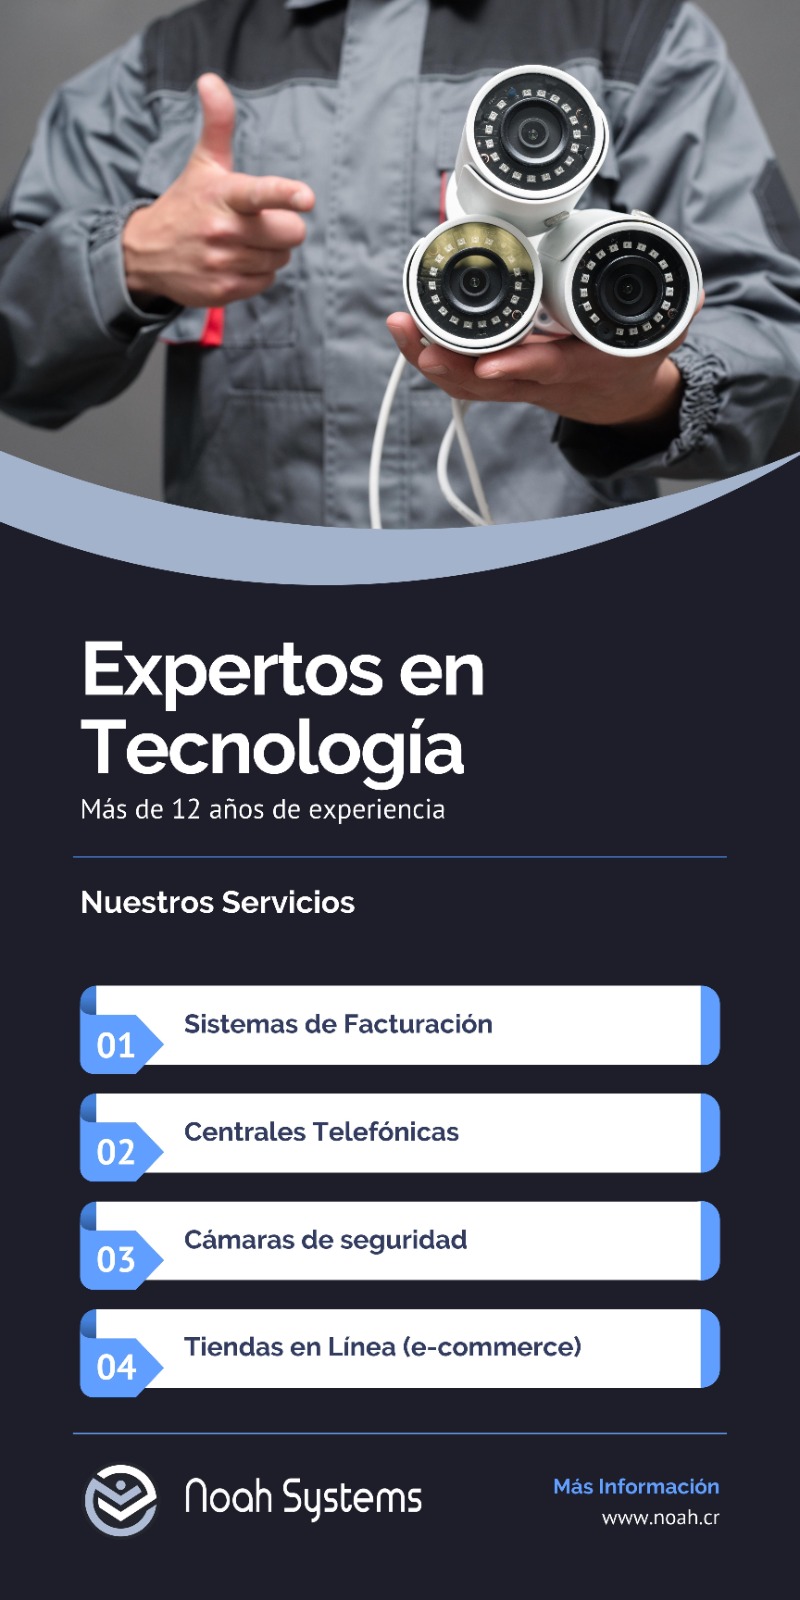 Expertos en
Tecnología
Más de 12 años de experiencia
Nuestros Servicios
01 Sistemas de Facturación
02 Centrales Telefónicas
03 Cámaras de seguridad
04 Tiendas en Línea (e-commerce)
Noah Systems
Más Información
www.noah.cr